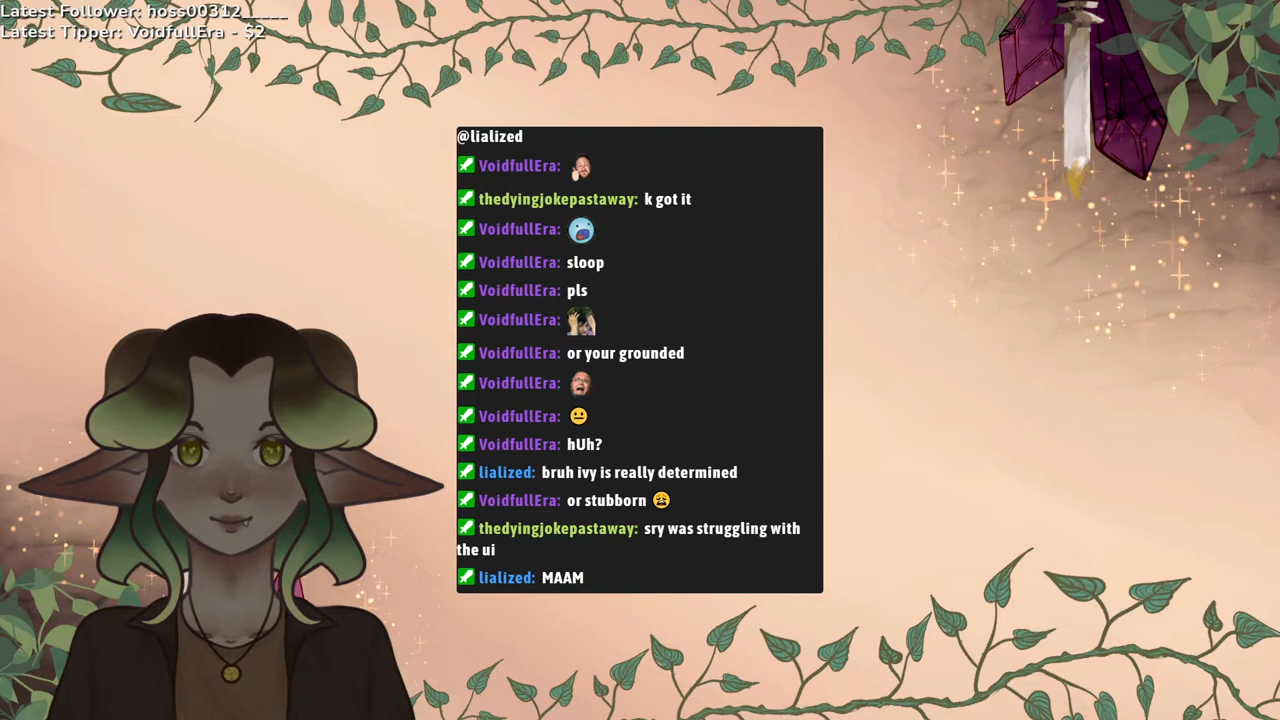 Latest Follower: hoss00312_____
Latest Tipper: VoidfullEra - $2
@lialized
VoidfullEra:
thedyingjokepastaway: k got it
VoidfullEra:
VoidfullEra: sloop
VoidfullEra: pls
VoidfullEra:
VoidfullEra: or your grounded
VoidfullEra:
VoidfullEra: 😐
VoidfullEra: hUh?
lialized: bruh ivy is really determined
VoidfullEra: or stubborn 😩
thedyingjokepastaway: sry was struggling with
the ui
lialized: MAAM